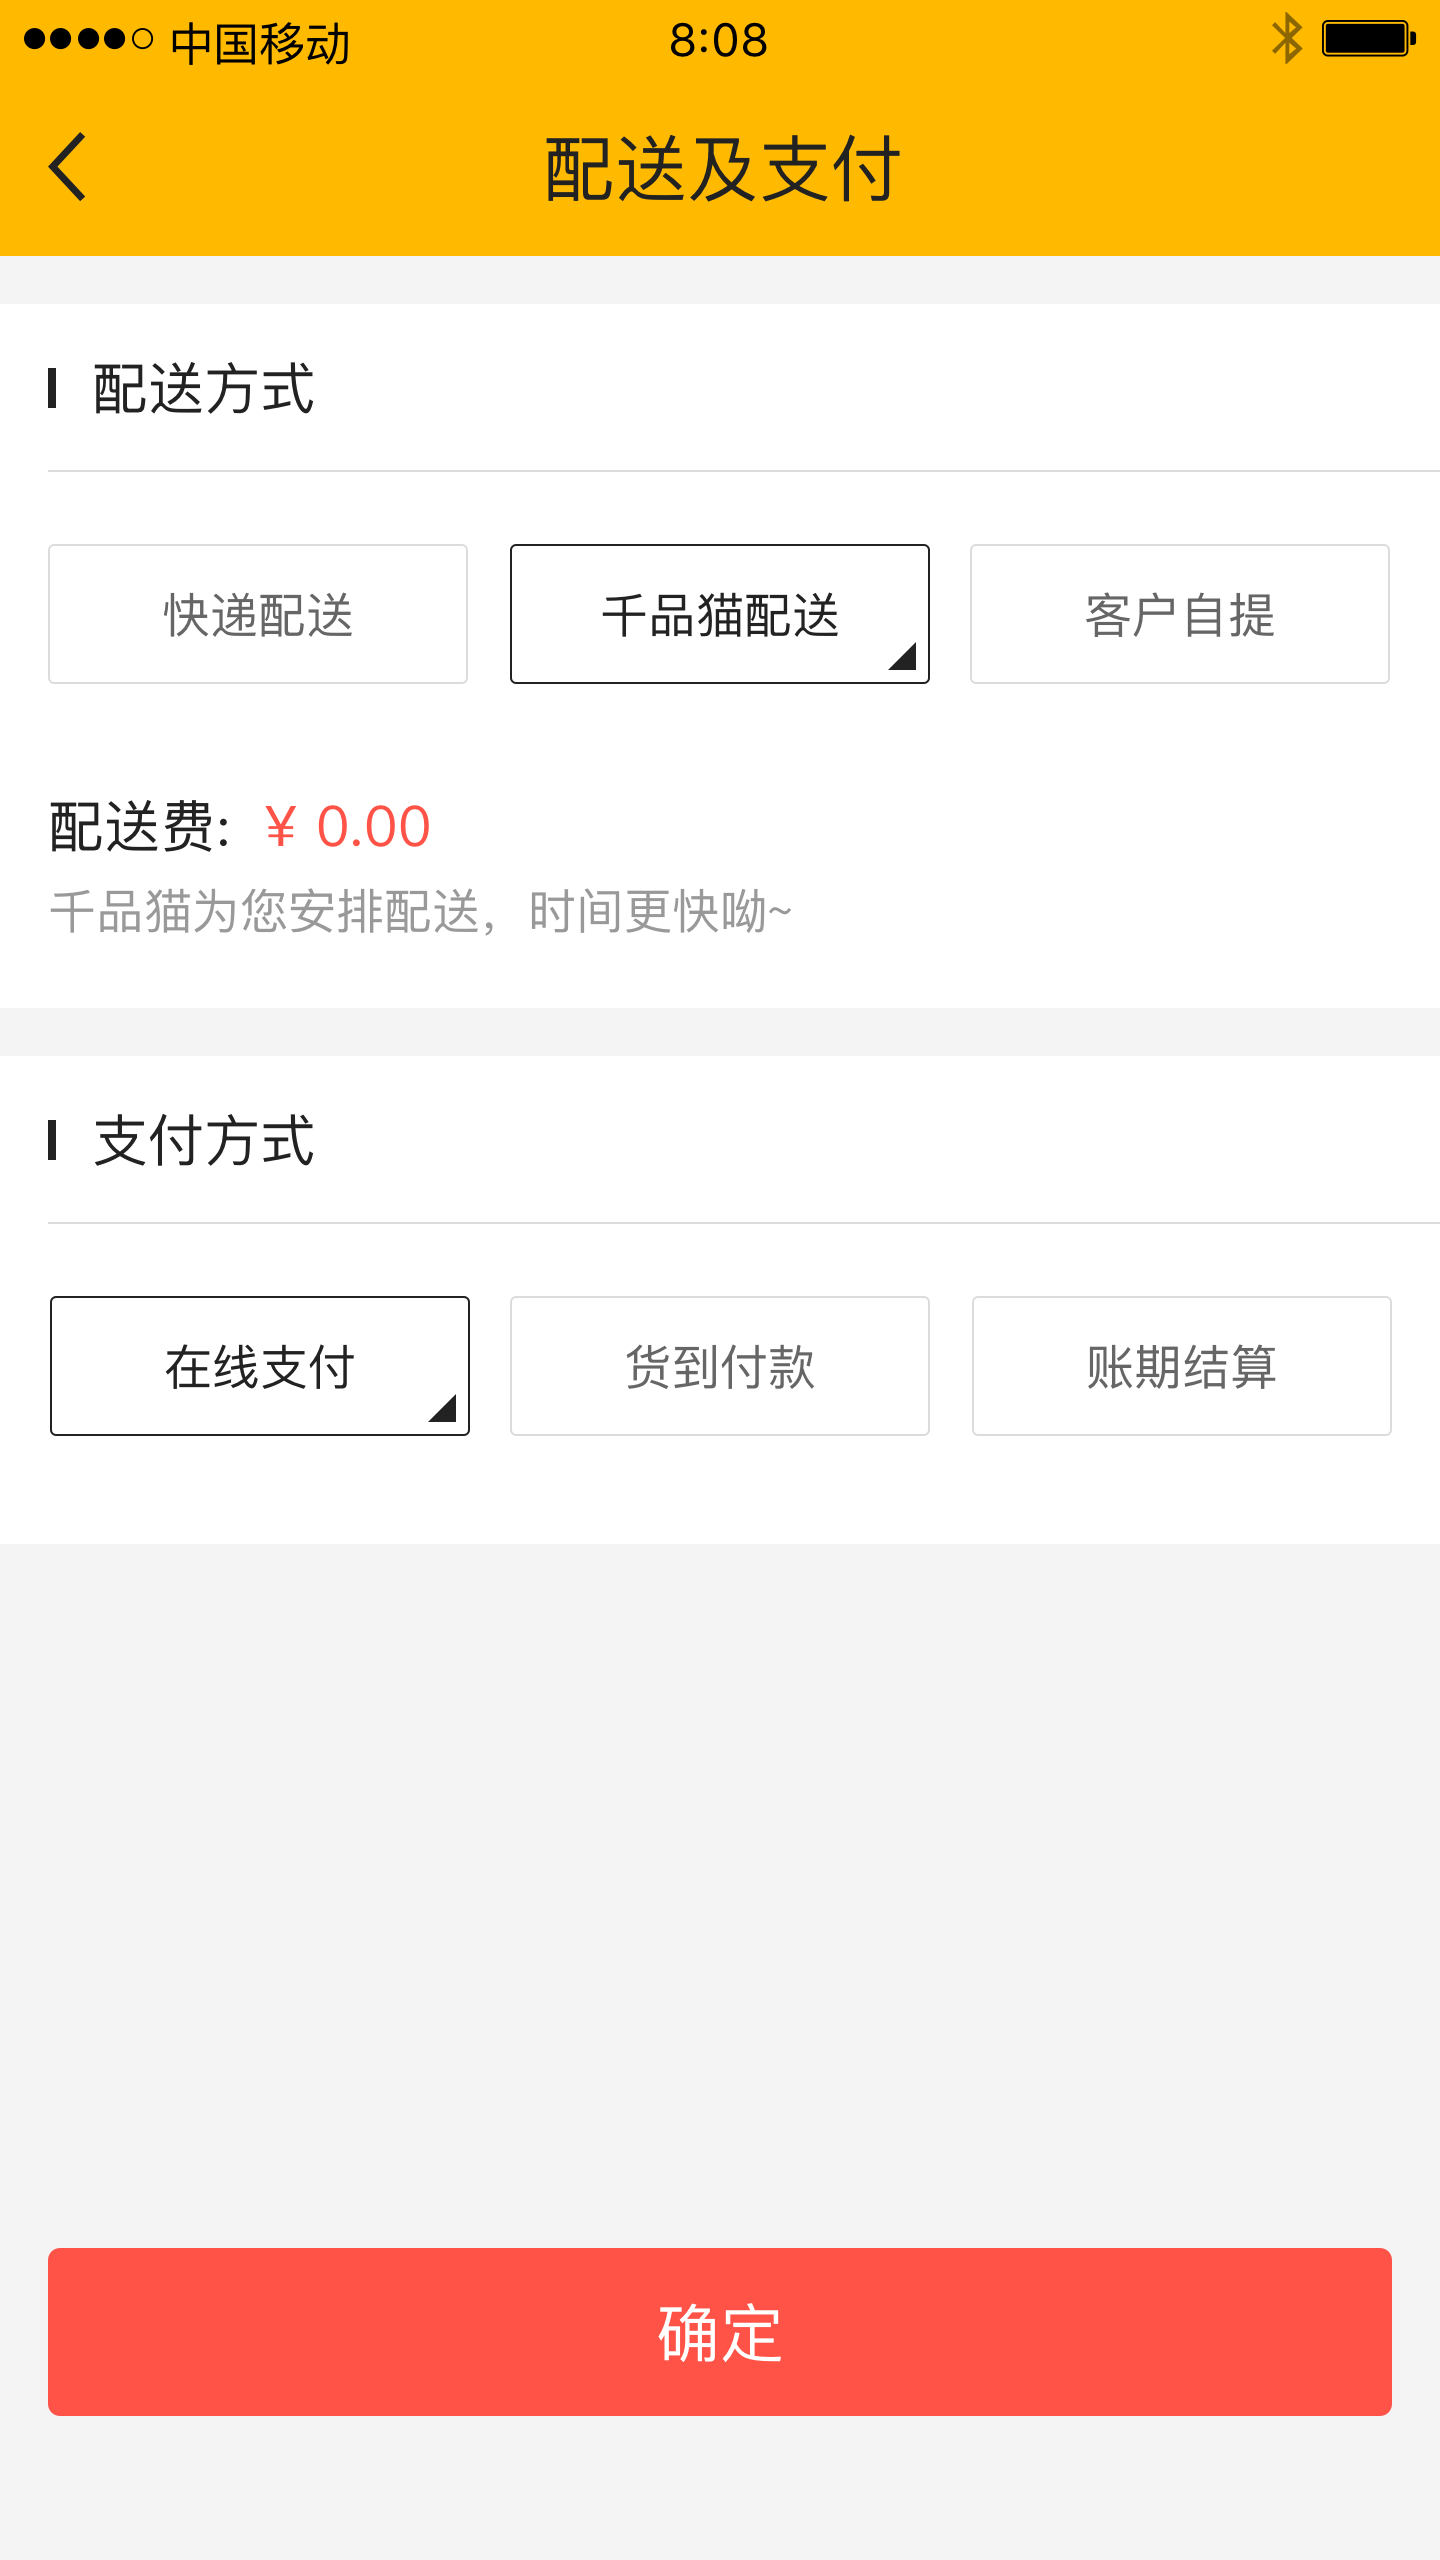 中国移动 8:08
配送及支付
配送方式
快递配送 千品猫配送 客户自提
配送费: ¥ 0.00
千品猫为您安排配送，时间更快呦~
支付方式
在线支付 货到付款 账期结算
确定